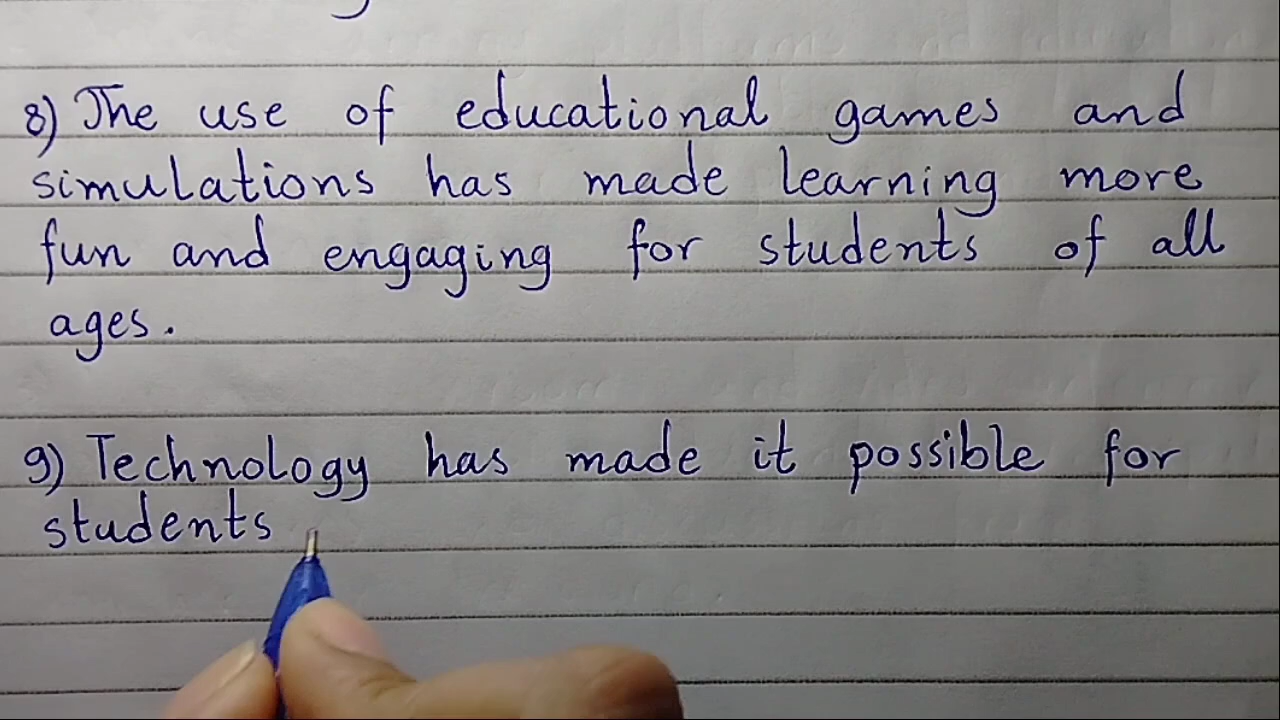 8) The use of educational games and
simulations has made learning more
fun and engaging for students of all
ages.
9) Technology has made it possible for
students